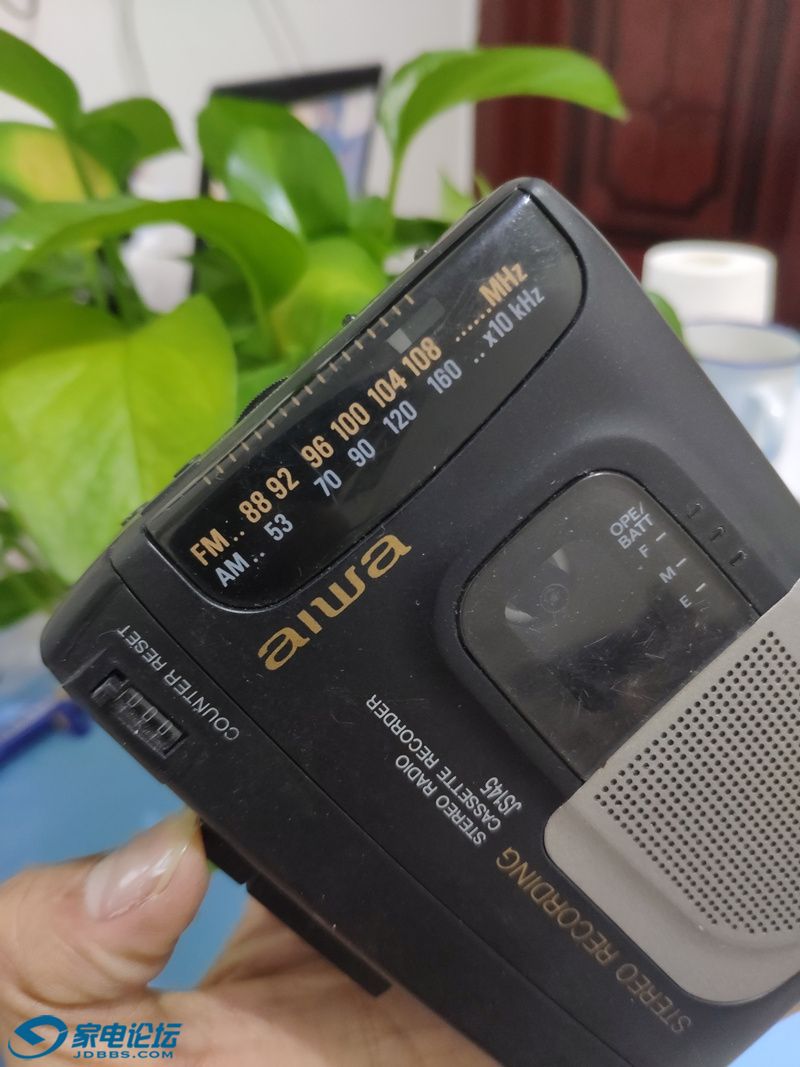 FM .. 88 92 96 100 104 108 ...... MHz
AM .. 53 70 90 120 160 .. x10 kHz
aiwa
OPE/
BATT
F
M
E
COUNTER RESET
STEREO RADIO
CASSETTE RECORDER
JS145
STEREO RECORDING
家电论坛
JDBBS.COM